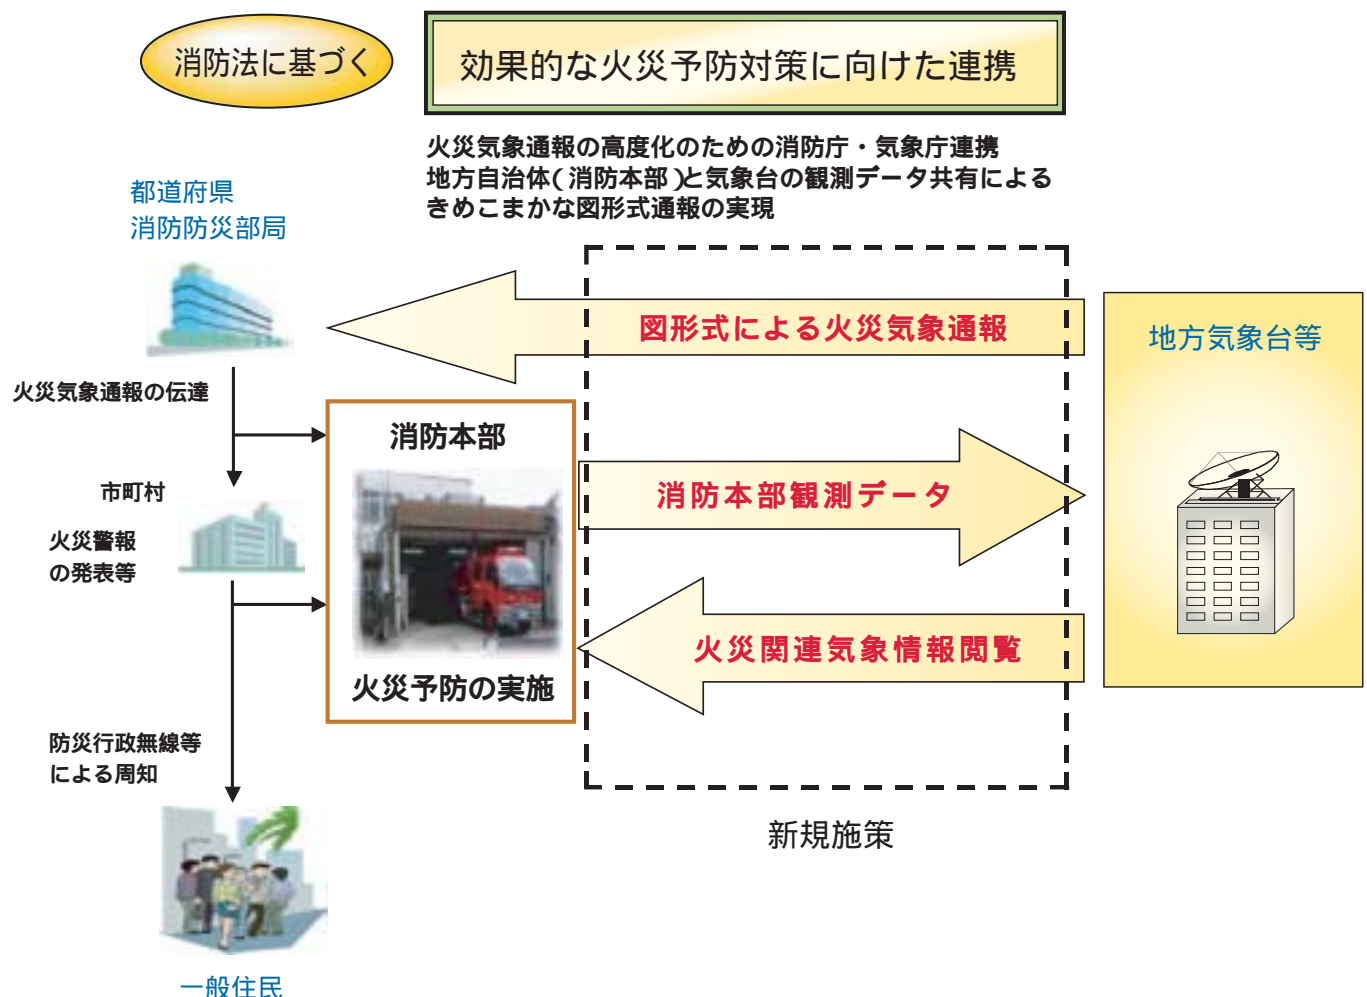 消防法に基づく
効果的な火災予防対策に向けた連携
火災気象通報の高度化のための消防庁・気象庁連携
地方自治体(消防本部)と気象台の観測データ共有による
きめこまかな図形式通報の実現
都道府県
消防防災部局
図形式による火災気象通報
地方気象台等
火災気象通報の伝達
消防本部
消防本部観測データ
市町村
火災警報
の発表等
火災関連気象情報閲覧
火災予防の実施
防災行政無線等
による周知
新規施策
一般住民